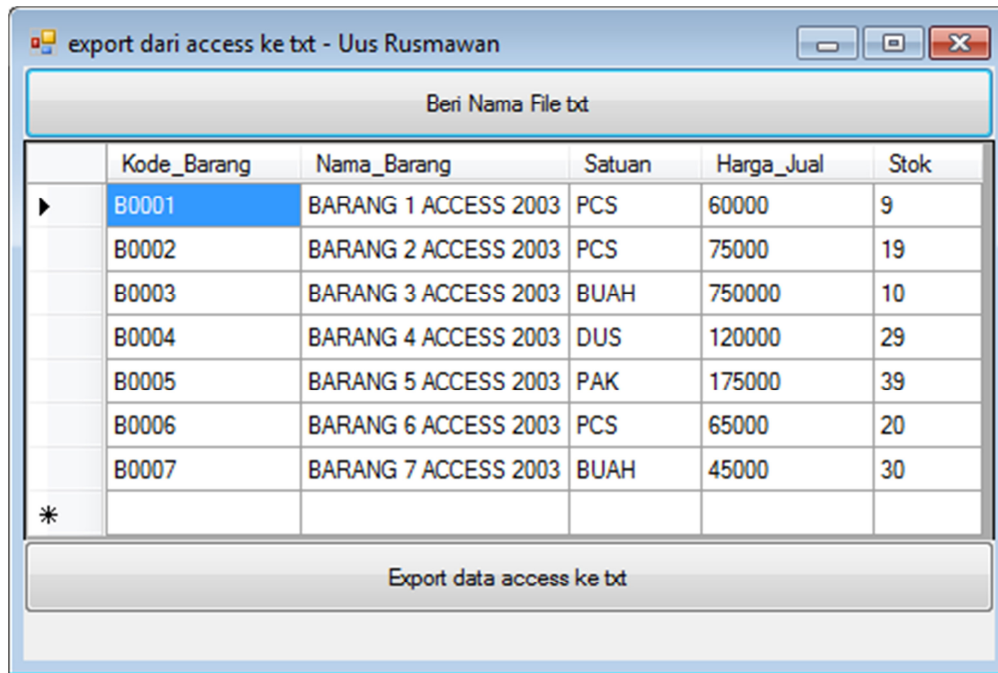 export dari access ke txt - Uus Rusmawan
Beri Nama File txt
Kode_Barang Nama_Barang Satuan Harga_Jual Stok
B0001 BARANG 1 ACCESS 2003 PCS 60000 9
B0002 BARANG 2 ACCESS 2003 PCS 75000 19
B0003 BARANG 3 ACCESS 2003 BUAH 750000 10
B0004 BARANG 4 ACCESS 2003 DUS 120000 29
B0005 BARANG 5 ACCESS 2003 PAK 175000 39
B0006 BARANG 6 ACCESS 2003 PCS 65000 20
B0007 BARANG 7 ACCESS 2003 BUAH 45000 30
Export data access ke txt